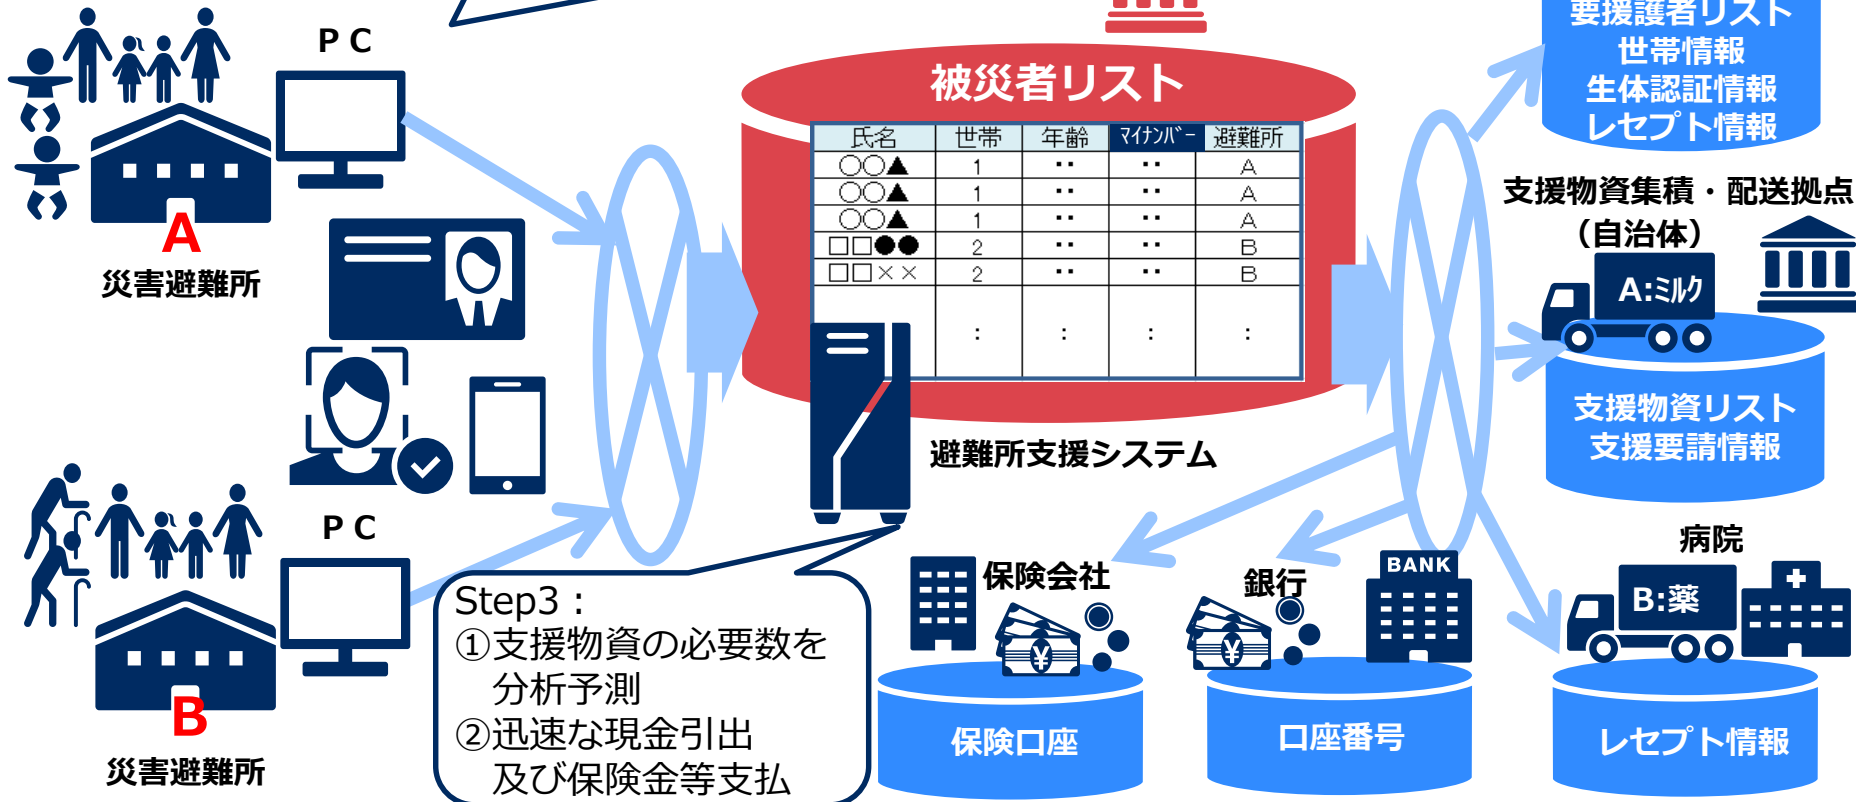 ＰＣ
A
災害避難所
ＰＣ
B
災害避難所
被災者リスト
氏名 世帯 年齢 ﾏｲﾅﾝﾊﾞｰ 避難所
○○▲ 1 ‥ ‥ A
○○▲ 1 ‥ ‥ A
○○▲ 1 ‥ ‥ A
□□●● 2 ‥ ‥ B
□□×× 2 ‥ ‥ B
： ： ： ：
避難所支援システム
Step3：
①支援物資の必要数を
分析予測
②迅速な現金引出
及び保険金等支払
保険会社
¥
保険口座
銀行
BANK
¥
口座番号
要援護者リスト
世帯情報
生体認証情報
レセプト情報
支援物資集積・配送拠点
（自治体）
A:ﾐﾙｸ
支援物資リスト
支援要請情報
病院
B:薬
レセプト情報